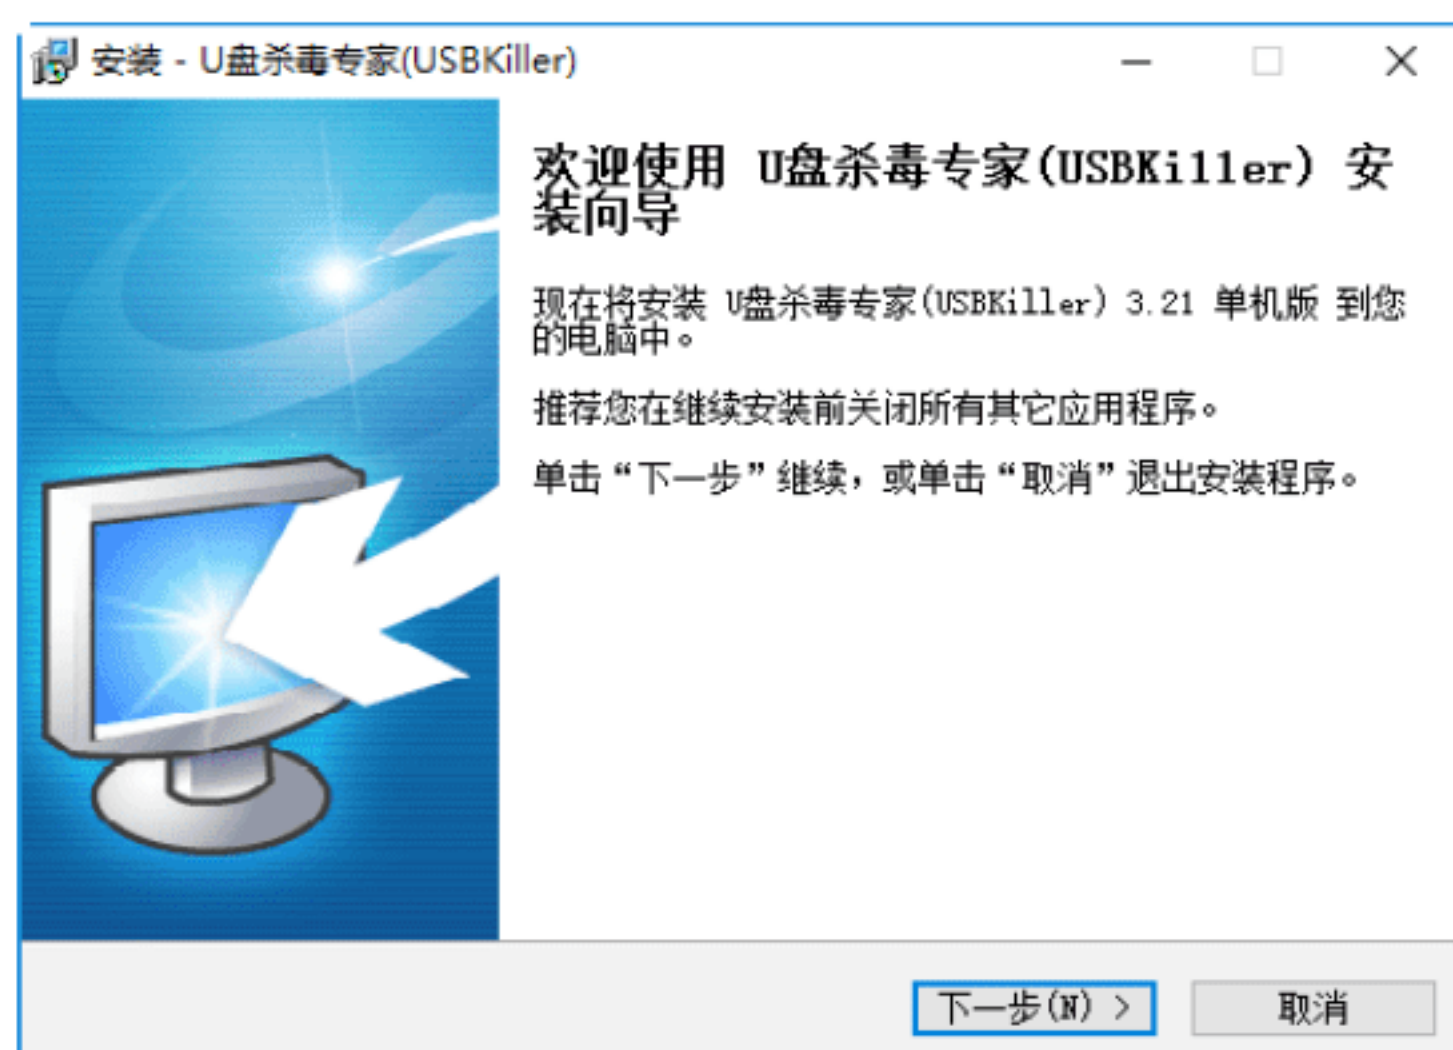 安装 - U盘杀毒专家(USBKiller)
欢迎使用 U盘杀毒专家(USBKiller) 安
装向导
现在将安装 U盘杀毒专家(USBKiller) 3.21 单机版 到您
的电脑中。
推荐您在继续安装前关闭所有其它应用程序。
单击“下一步”继续，或单击“取消”退出安装程序。
下一步(N) >
取消